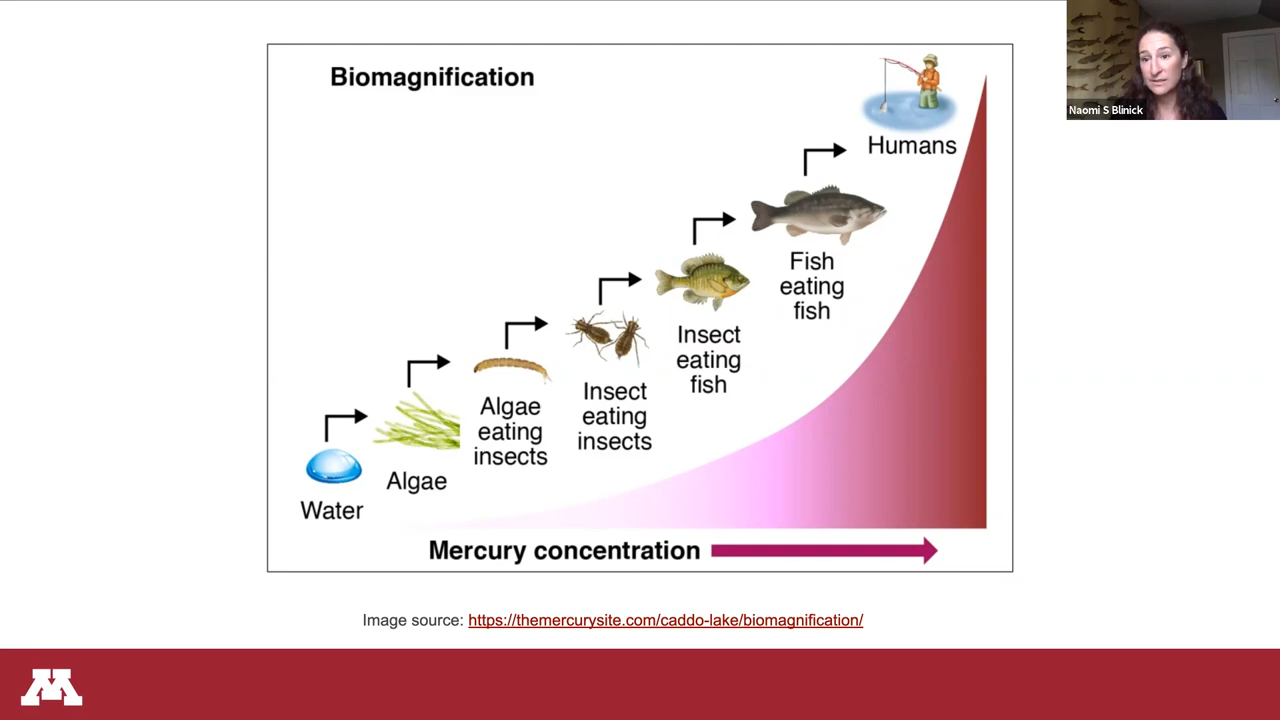 Naomi S Blinick
Biomagnification
Humans
Fish
eating
fish
Insect
eating
fish
Insect
eating
insects
Algae
eating
insects
Algae
Water
Mercury concentration
Image source: https://themercurysite.com/caddo-lake/biomagnification/
M